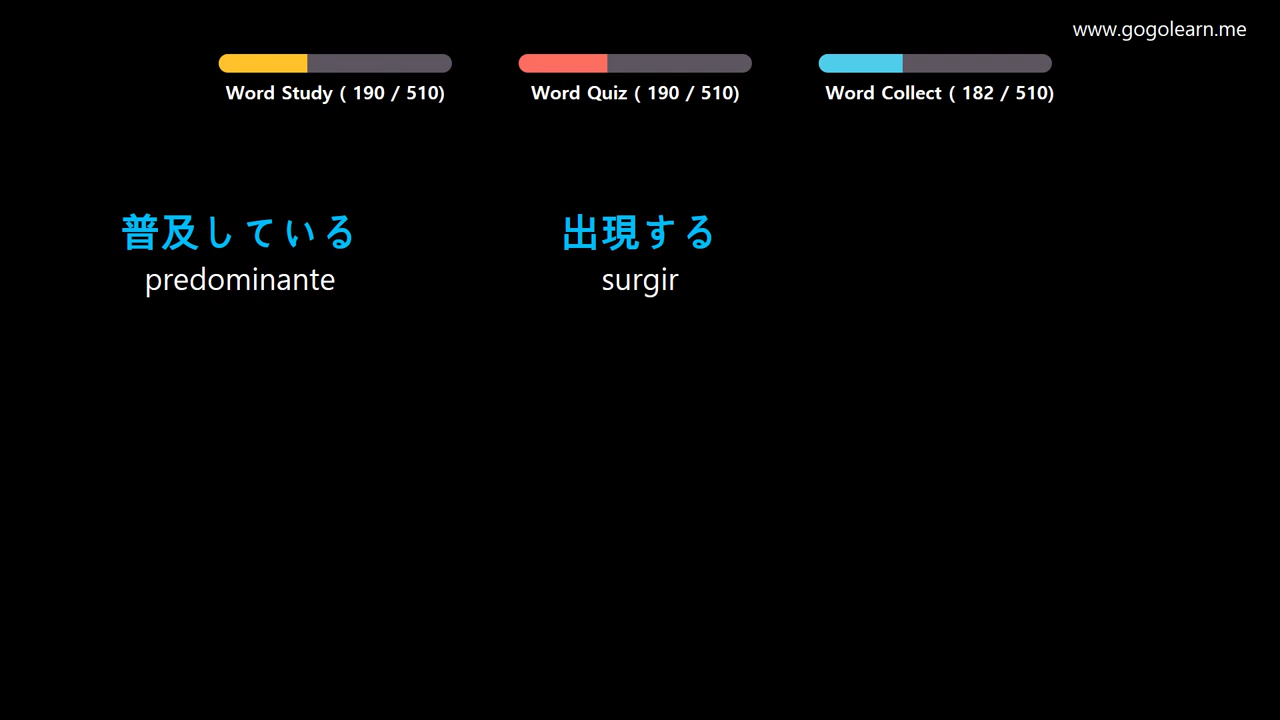 www.gogolearn.me
Word Study ( 190 / 510)
Word Quiz ( 190 / 510)
Word Collect ( 182 / 510)
普及している
predominante
出現する
surgir